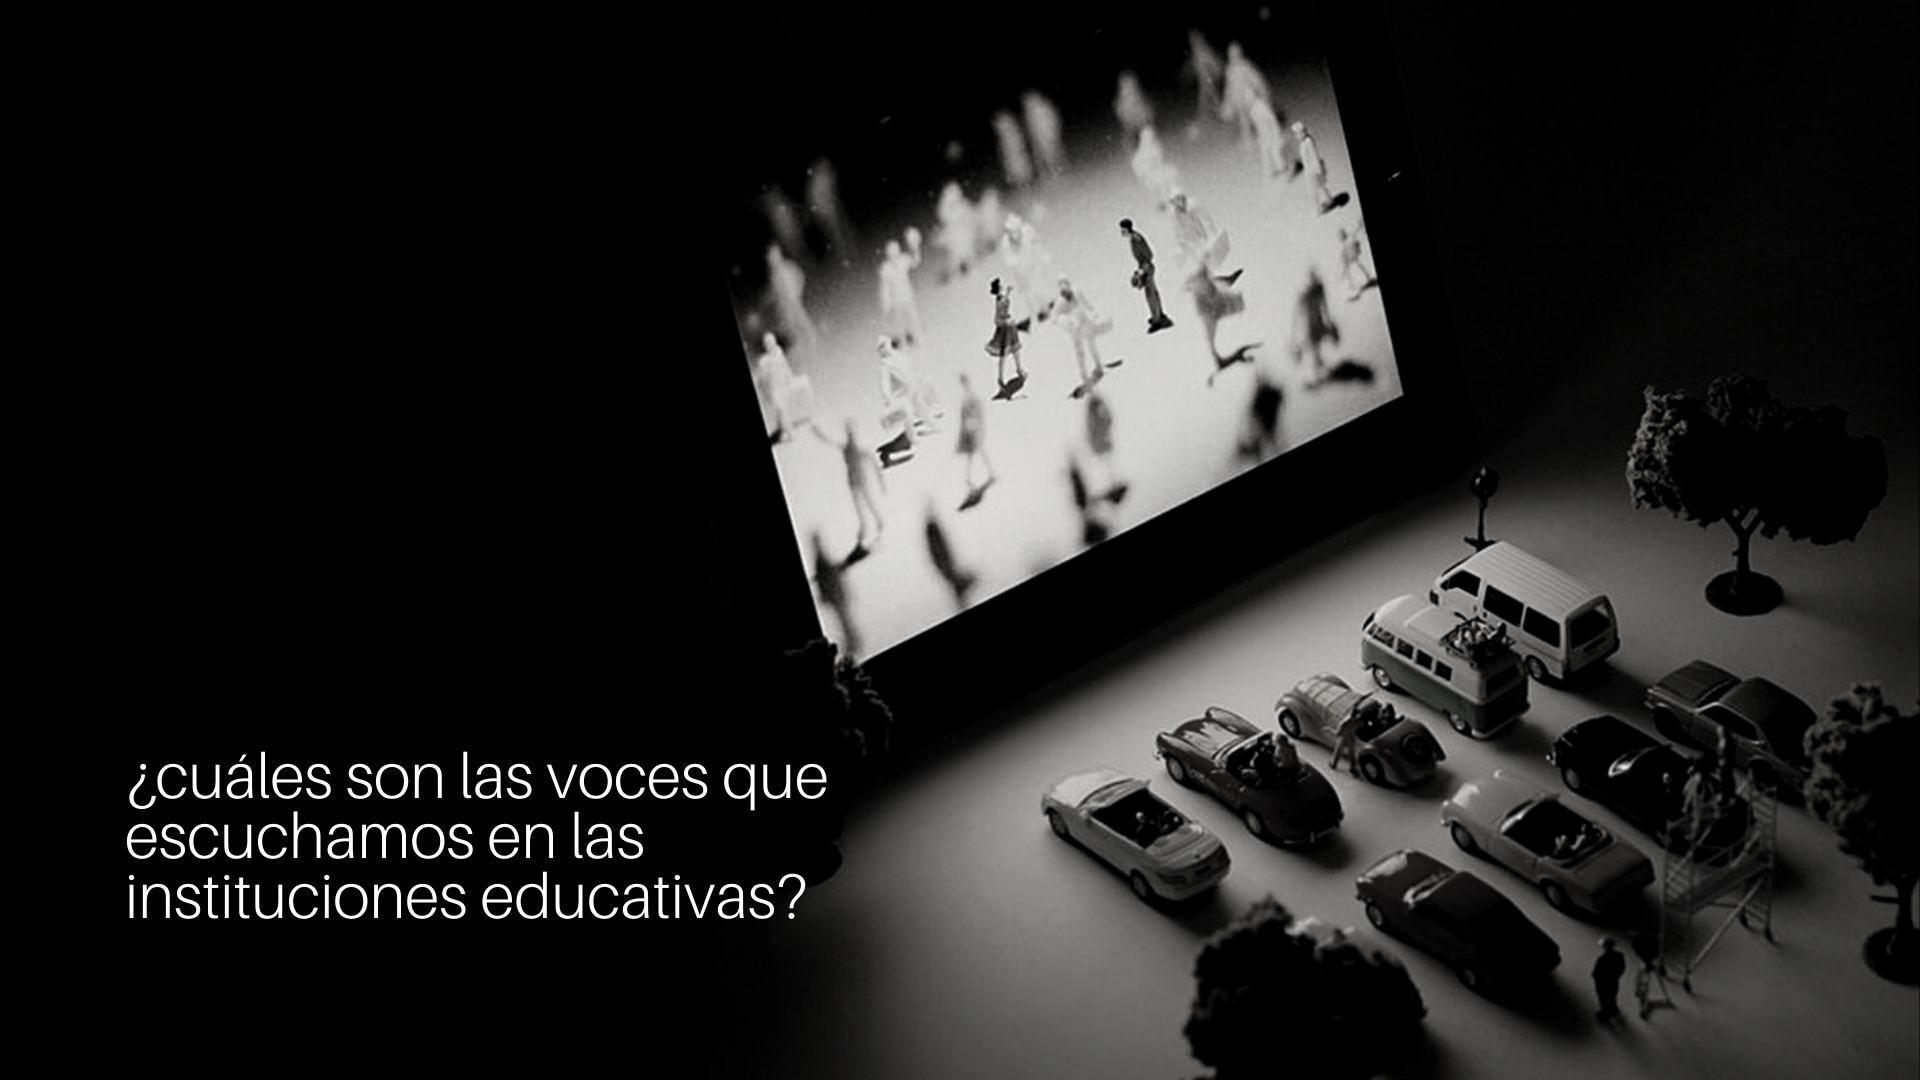 ¿cuáles son las voces que
escuchamos en las
instituciones educativas?